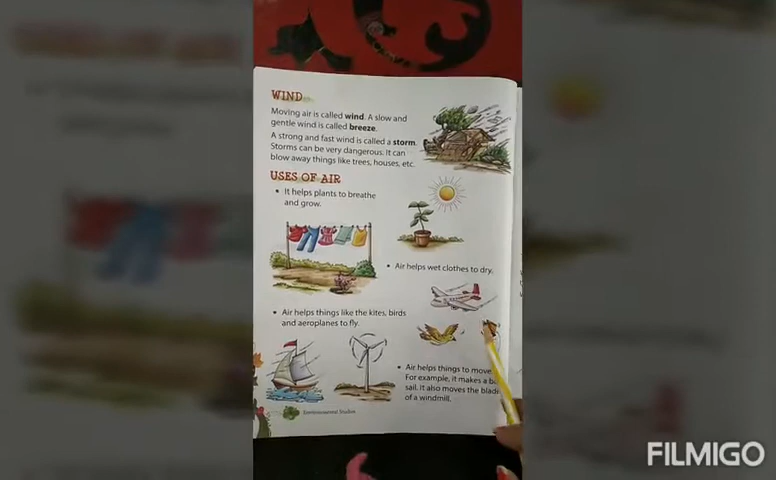 WIND
Moving air is called wind. A slow and
gentle wind is called breeze.
A strong and fast wind is called a storm.
Storms can be very dangerous. It can
blow away things like trees, houses, etc.
USES OF AIR
• It helps plants to breathe
and grow.
• Air helps wet clothes to dry.
• Air helps things like the kites, birds
and aeroplanes to fly.
• Air helps things to move
For example, it makes a
sail. It also moves the
of a windmill.
Environmental Studies
FILMIGO